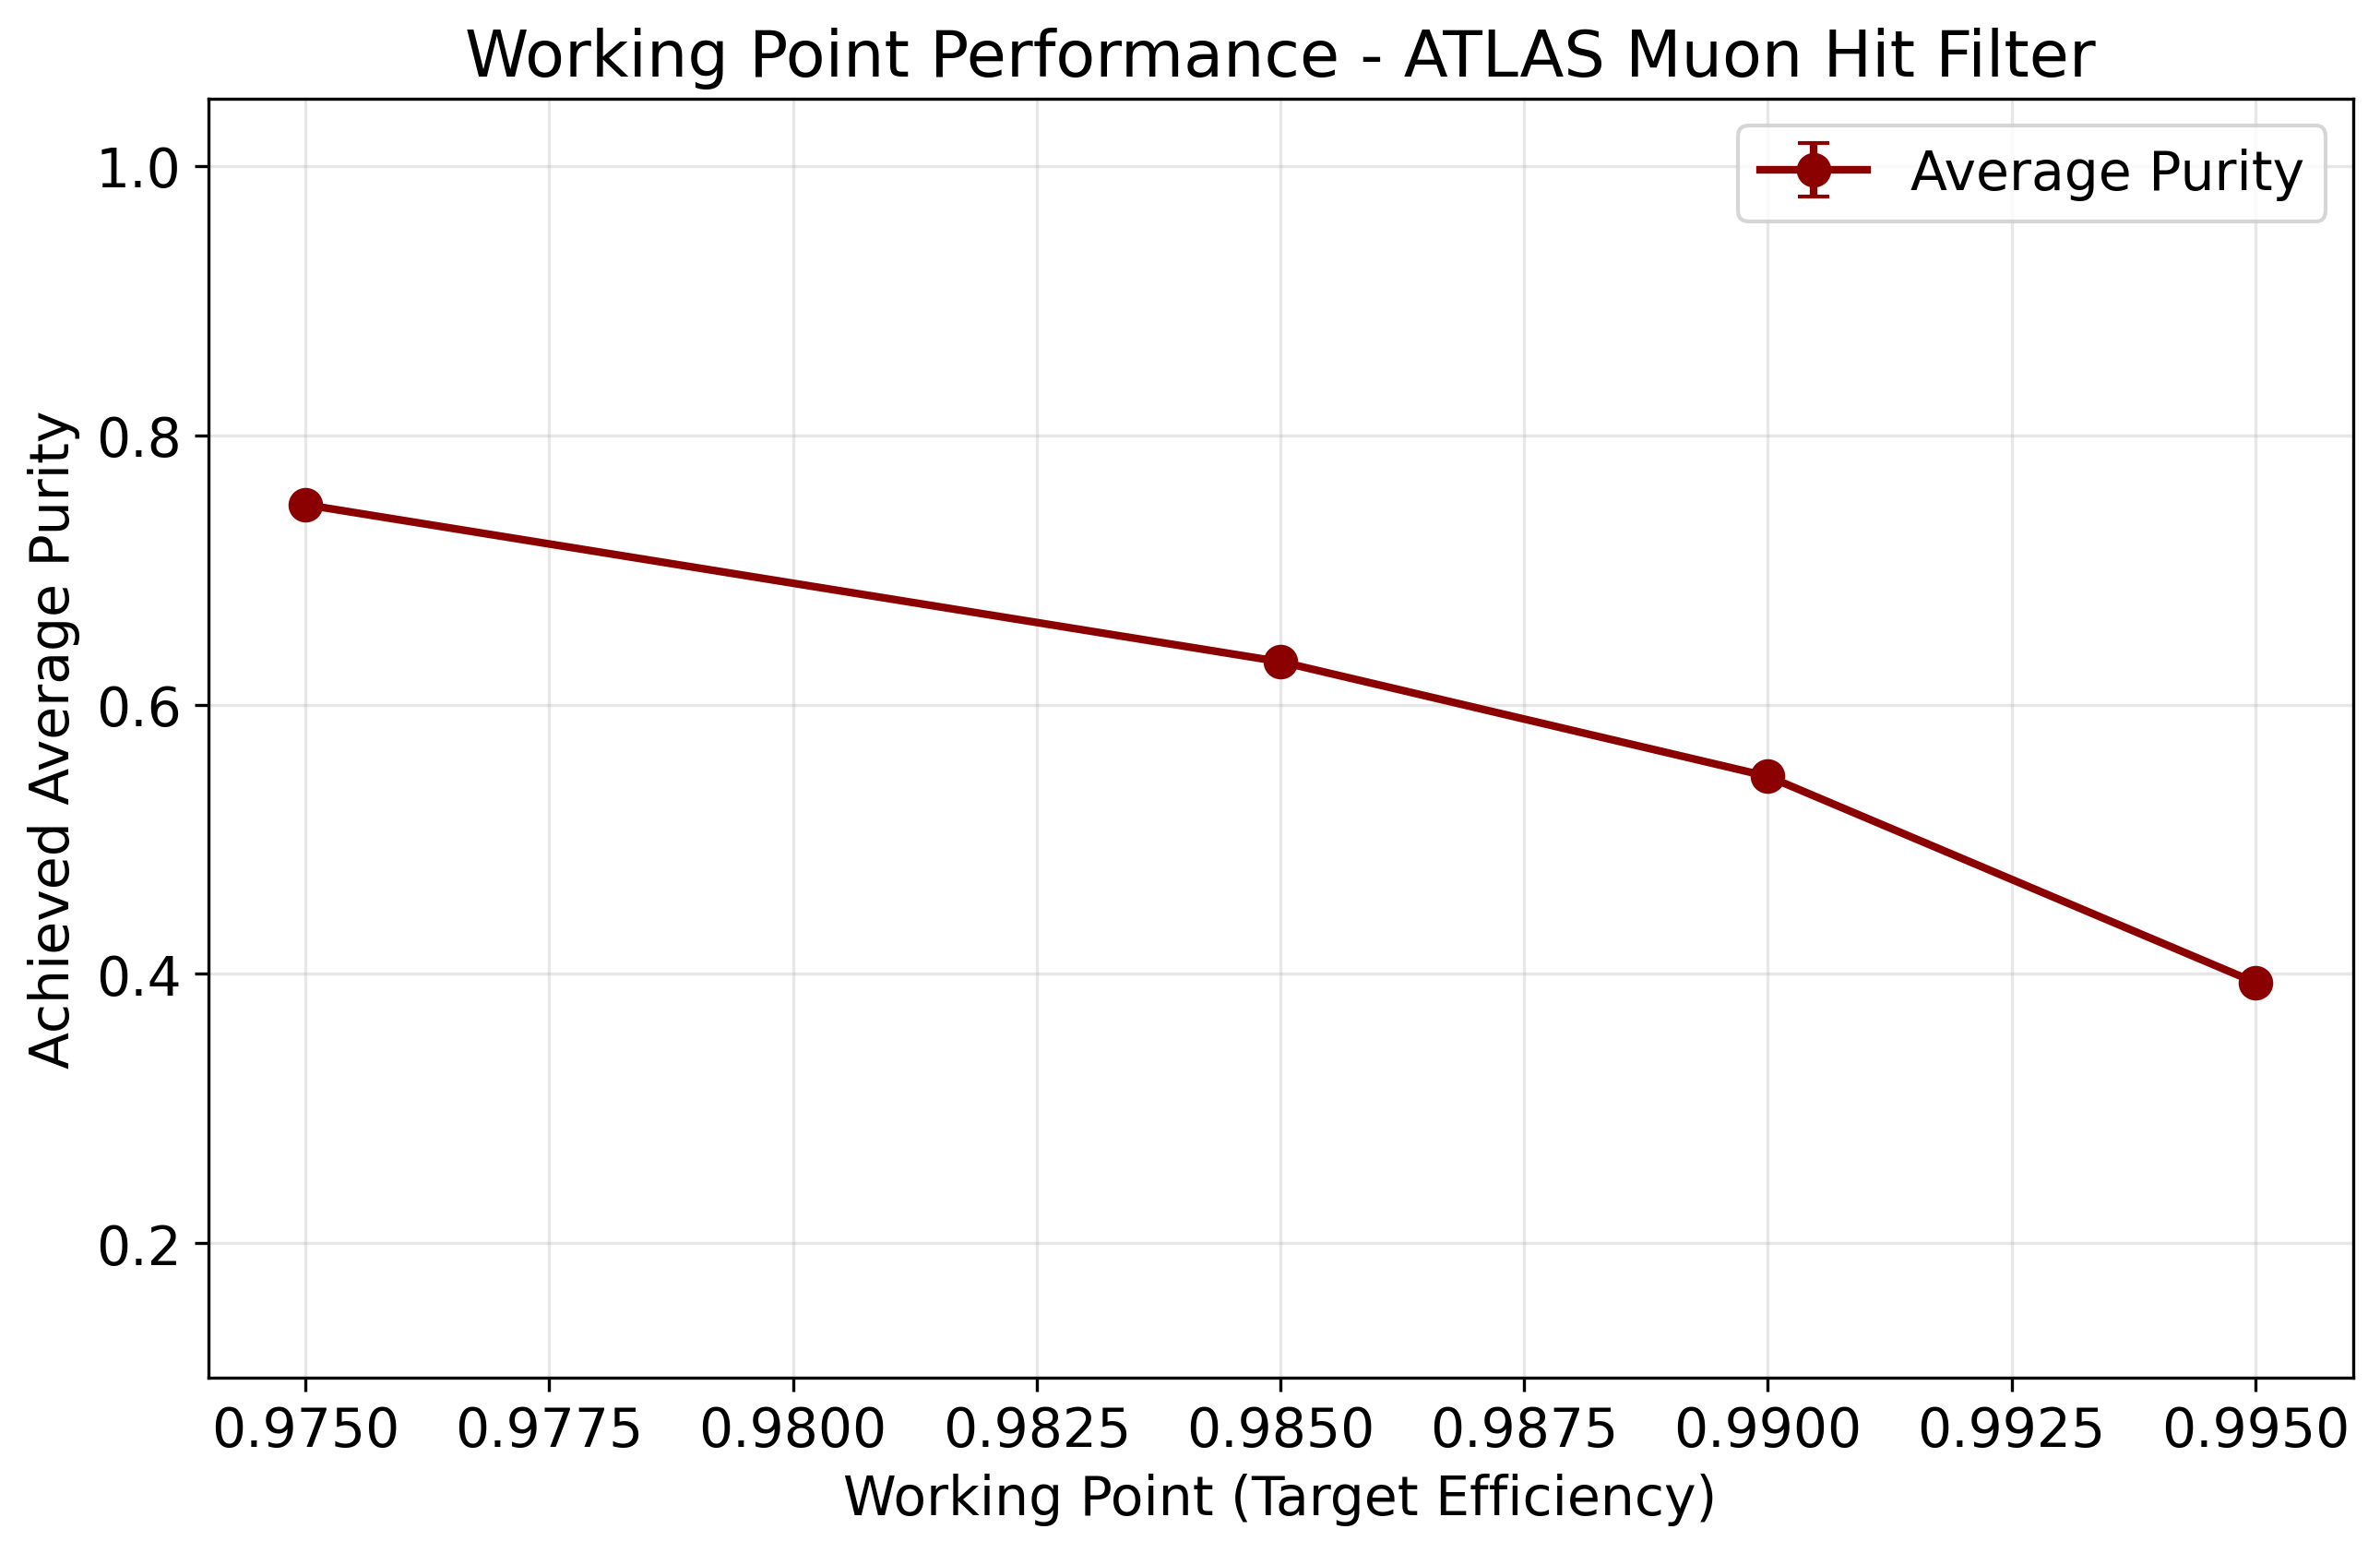 Working Point Performance - ATLAS Muon Hit Filter
Average Purity
Achieved Average Purity
1.0
0.8
0.6
0.4
0.2
0.9750 0.9775 0.9800 0.9825 0.9850 0.9875 0.9900 0.9925 0.9950
Working Point (Target Efficiency)